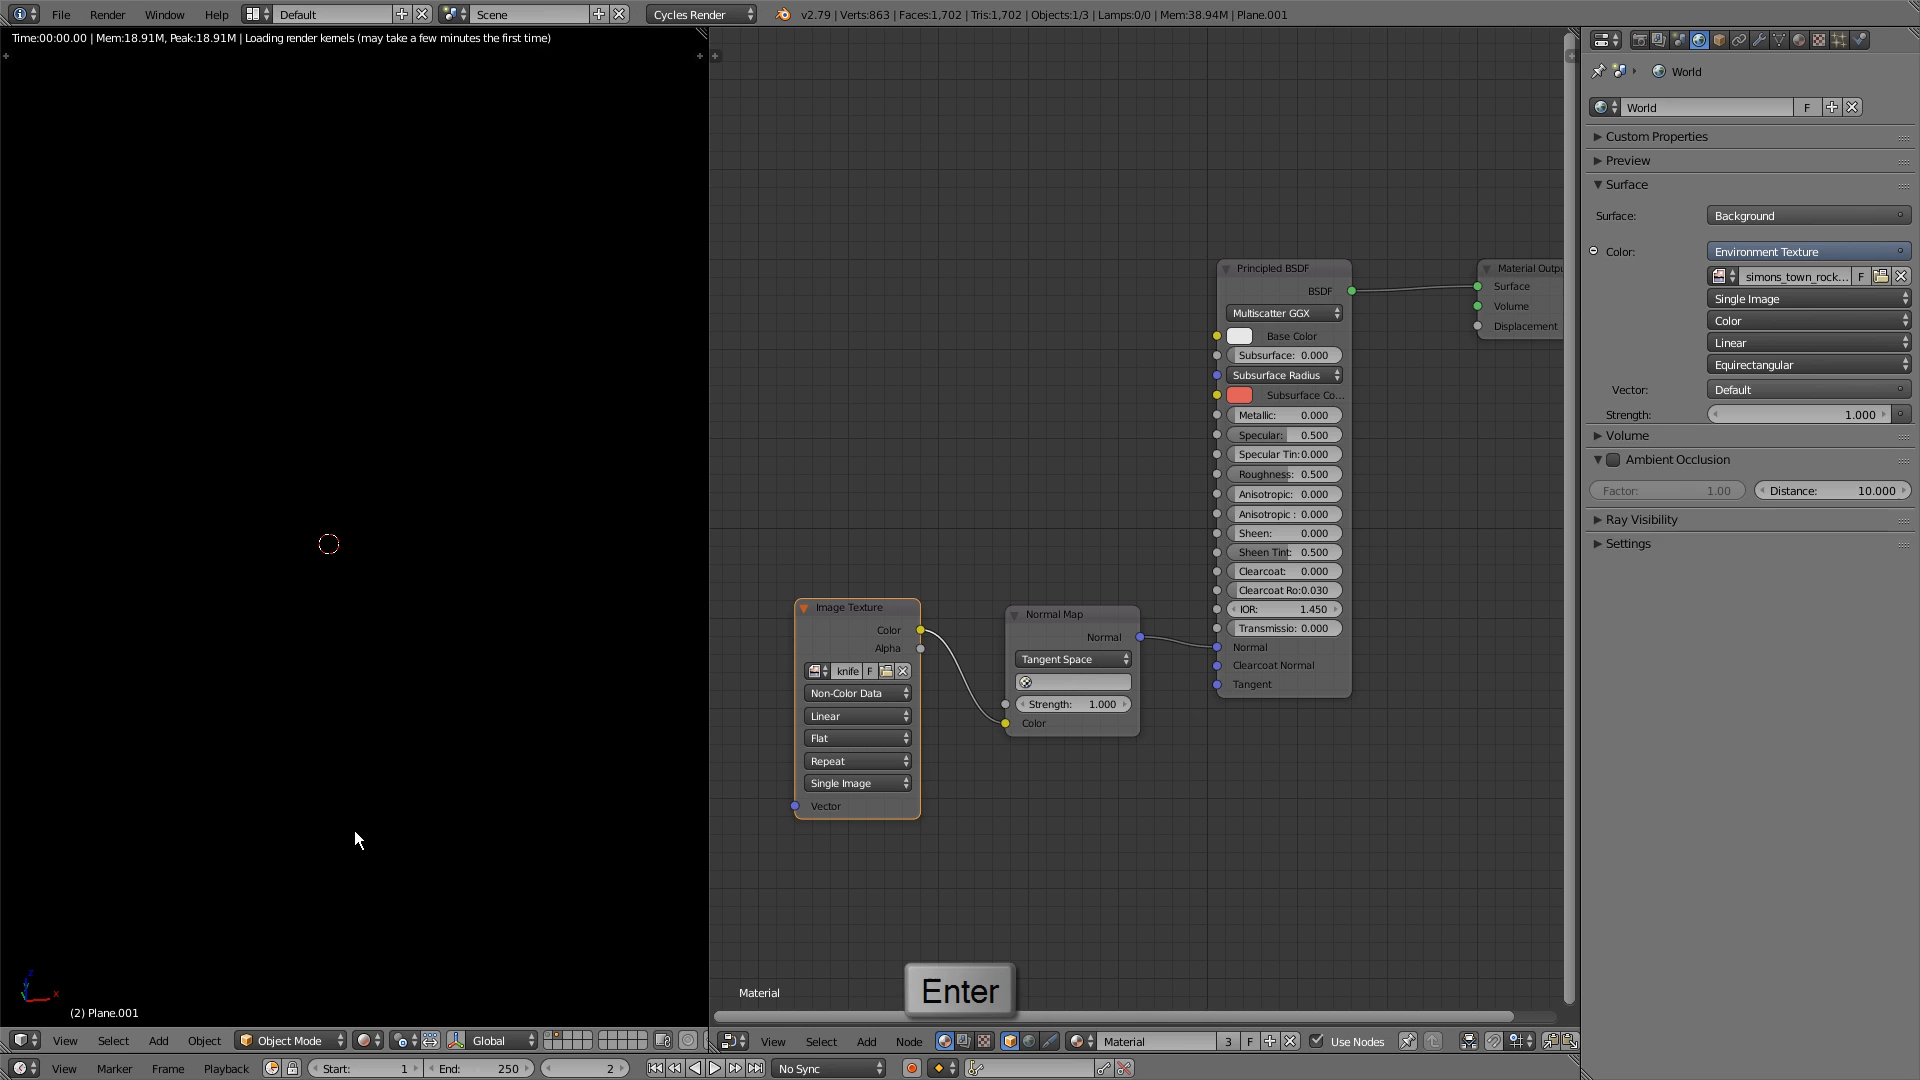 File Render Window Help Default Scene Cycles Render v2.79 | Verts:863 | Faces:1,702 | Tris:1,702 | Objects:1/3 | Lamps:0/0 | Mem:38.94M | Plane.001
Time:00:00.00 | Mem:18.91M, Peak:18.91M | Loading render kernels (may take a few minutes the first time)
(2) Plane.001
View Select Add Object Object Mode Global
Principled BSDF
BSDF
Multiscatter GGX
Base Color
Subsurface: 0.000
Subsurface Radius
Subsurface Co...
Metallic: 0.000
Specular: 0.500
Specular Tin:0.000
Roughness: 0.500
Anisotropic: 0.000
Anisotropic : 0.000
Sheen: 0.000
Sheen Tint: 0.500
Clearcoat: 0.000
Clearcoat Ro:0.030
IOR: 1.450
Transmissio: 0.000
Normal
Clearcoat Normal
Tangent
Material Outpu
Surface
Volume
Displacement
Image Texture
Color
Alpha
knife F
Non-Color Data
Linear
Flat
Repeat
Single Image
Vector
Normal Map
Normal
Tangent Space
Strength: 1.000
Color
Material
Enter
View Select Add Node Material 3 F Use Nodes
World
World F
Custom Properties
Preview
Surface
Surface: Background
Color: Environment Texture
simons_town_rock... F
Single Image
Color
Linear
Equirectangular
Vector: Default
Strength: 1.000
Volume
Ambient Occlusion
Factor: 1.00 Distance: 10.000
Ray Visibility
Settings
View Marker Frame Playback Start: 1 End: 250 2 No Sync